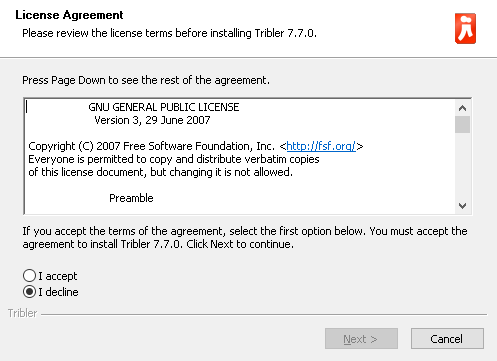 License Agreement
Please review the license terms before installing Tribler 7.7.0.
Press Page Down to see the rest of the agreement.
GNU GENERAL PUBLIC LICENSE
Version 3, 29 June 2007
Copyright (C) 2007 Free Software Foundation, Inc. <http://fsf.org/>
Everyone is permitted to copy and distribute verbatim copies
of this license document, but changing it is not allowed.
Preamble
If you accept the terms of the agreement, select the first option below. You must accept the
agreement to install Tribler 7.7.0. Click Next to continue.
I accept
I decline
Tribler
Next >
Cancel